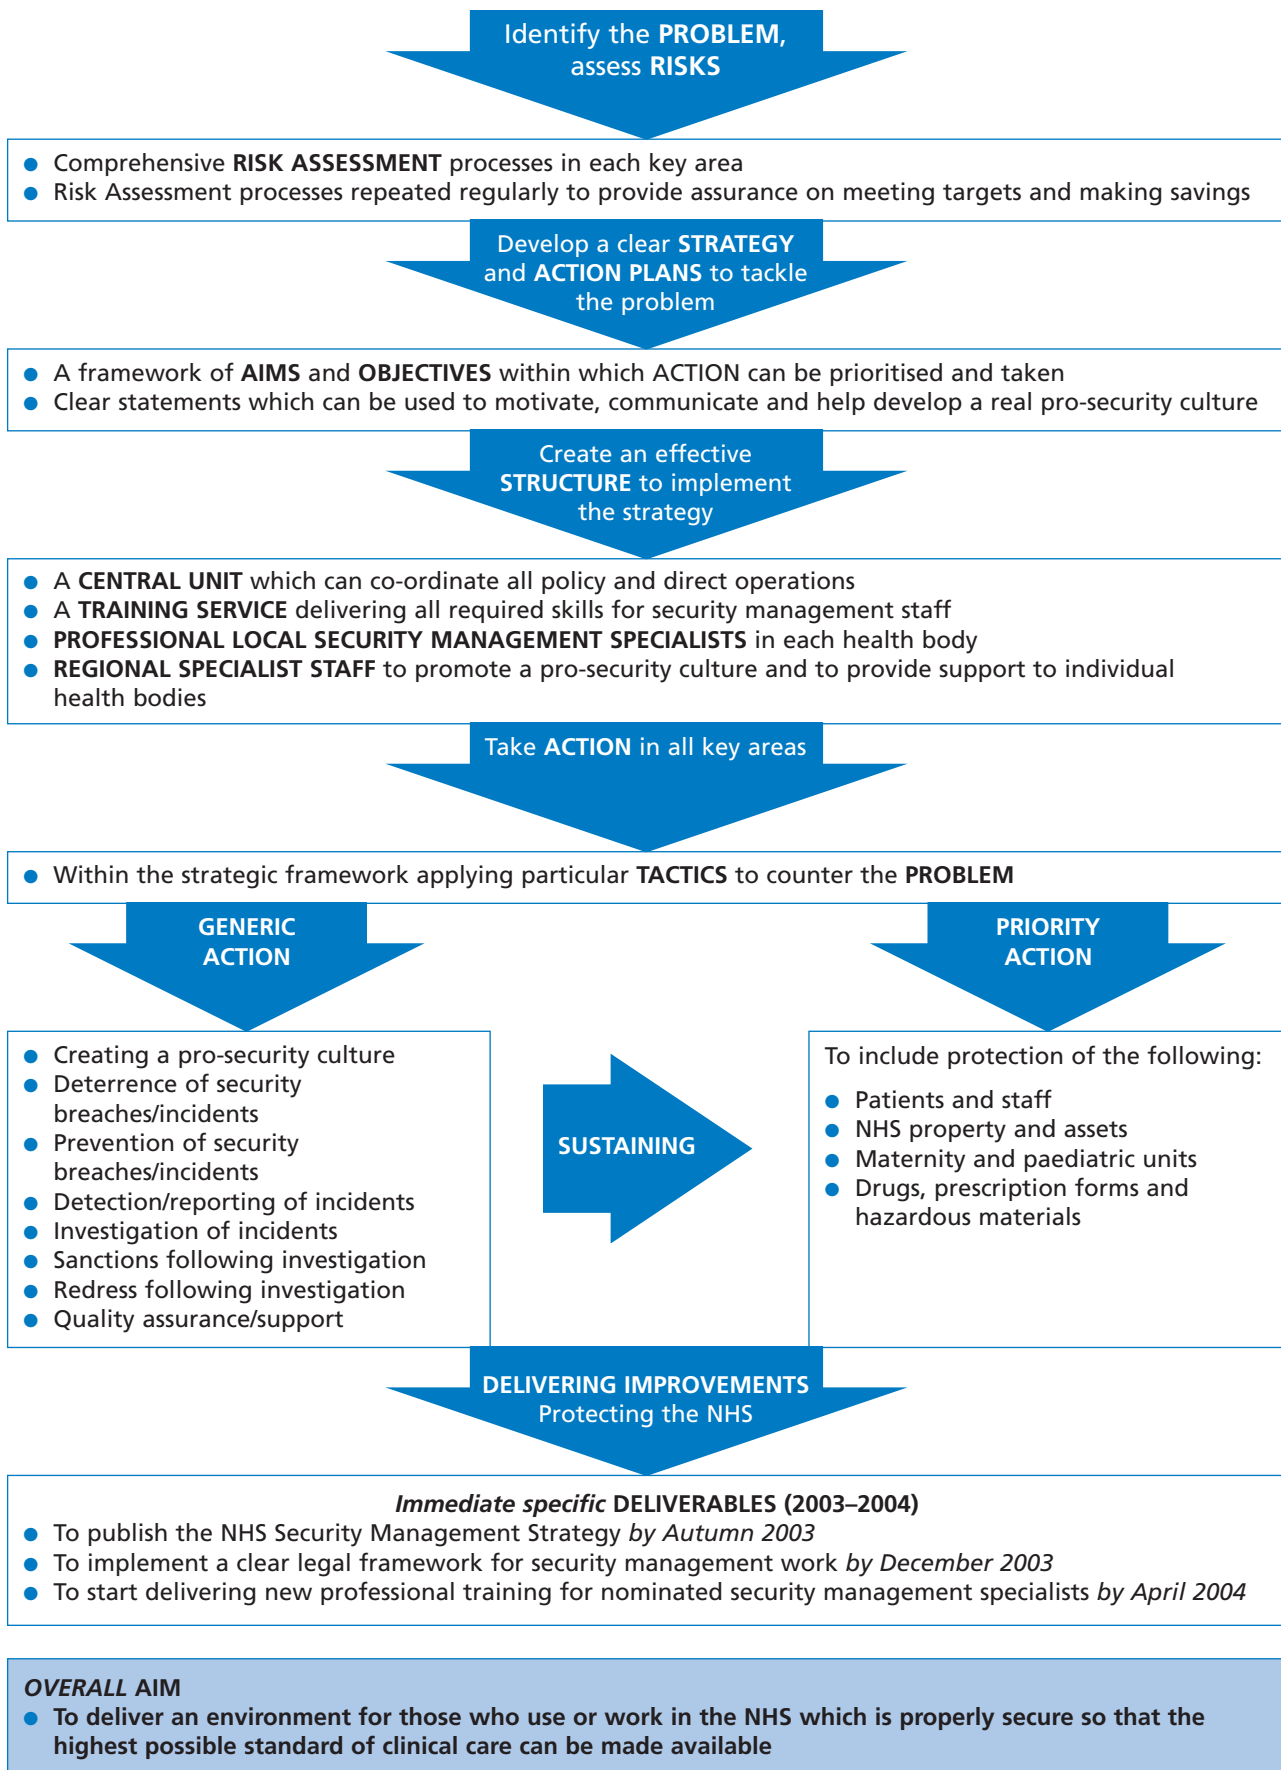 Identify the PROBLEM,
assess RISKS
● Comprehensive RISK ASSESSMENT processes in each key area
● Risk Assessment processes repeated regularly to provide assurance on meeting targets and making savings
Develop a clear STRATEGY
and ACTION PLANS to tackle
the problem
● A framework of AIMS and OBJECTIVES within which ACTION can be prioritised and taken
● Clear statements which can be used to motivate, communicate and help develop a real pro-security culture
Create an effective
STRUCTURE to implement
the strategy
● A CENTRAL UNIT which can co-ordinate all policy and direct operations
● A TRAINING SERVICE delivering all required skills for security management staff
● PROFESSIONAL LOCAL SECURITY MANAGEMENT SPECIALISTS in each health body
● REGIONAL SPECIALIST STAFF to promote a pro-security culture and to provide support to individual
health bodies
Take ACTION in all key areas
● Within the strategic framework applying particular TACTICS to counter the PROBLEM
GENERIC
ACTION
● Creating a pro-security culture
● Deterrence of security
breaches/incidents
● Prevention of security
breaches/incidents
● Detection/reporting of incidents
● Investigation of incidents
● Sanctions following investigation
● Redress following investigation
● Quality assurance/support
SUSTAINING
PRIORITY
ACTION
To include protection of the following:
● Patients and staff
● NHS property and assets
● Maternity and paediatric units
● Drugs, prescription forms and
hazardous materials
DELIVERING IMPROVEMENTS
Protecting the NHS
Immediate specific DELIVERABLES (2003–2004)
● To publish the NHS Security Management Strategy by Autumn 2003
● To implement a clear legal framework for security management work by December 2003
● To start delivering new professional training for nominated security management specialists by April 2004
OVERALL AIM
● To deliver an environment for those who use or work in the NHS which is properly secure so that the
highest possible standard of clinical care can be made available